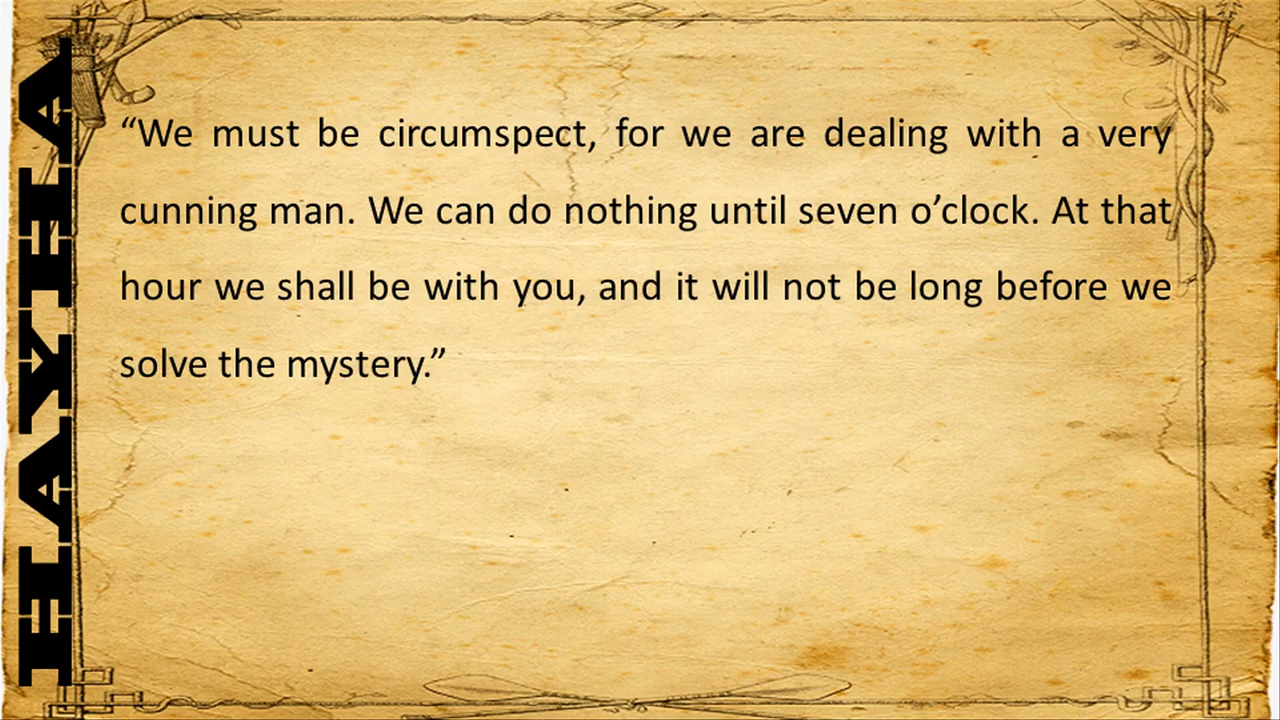 HAYHA
“We must be circumspect, for we are dealing with a very
cunning man. We can do nothing until seven o’clock. At that
hour we shall be with you, and it will not be long before we
solve the mystery.”